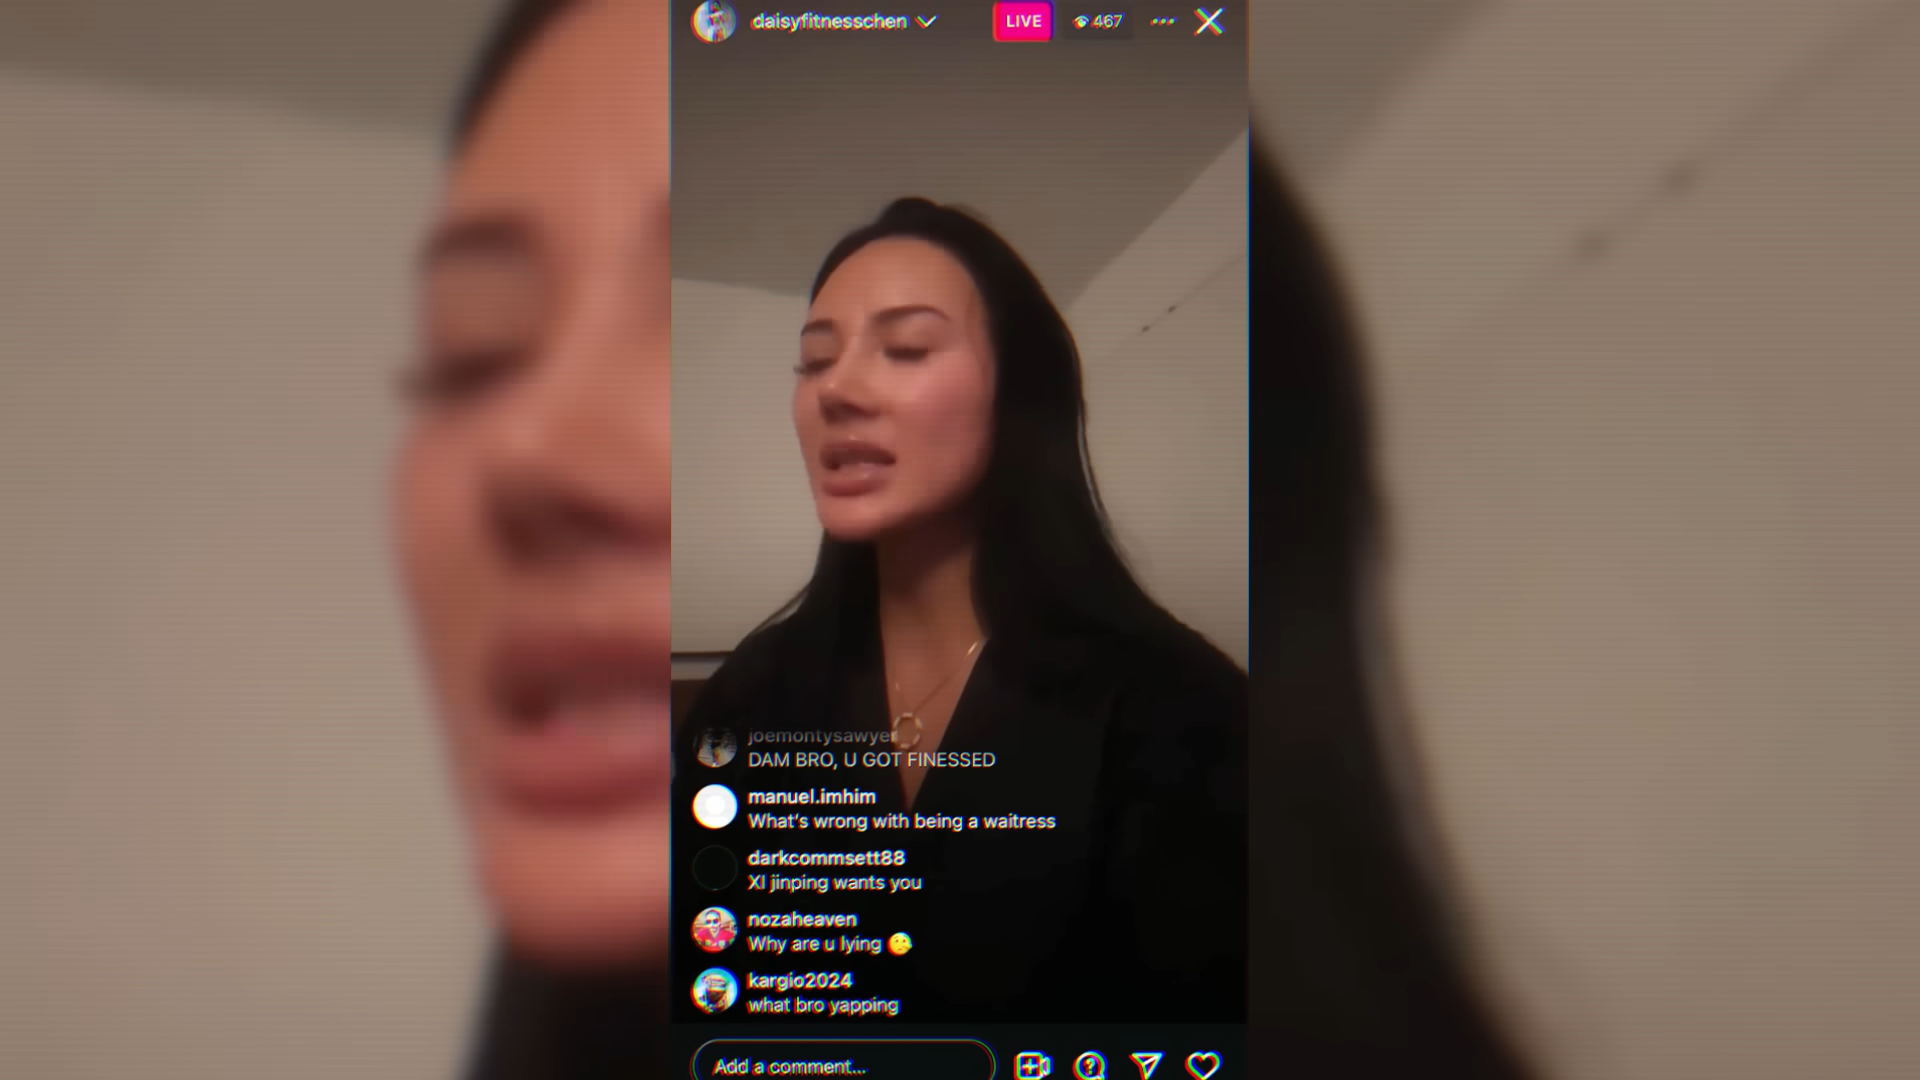 daisyfitnesschen
LIVE
467
joemontysawyer
DAM BRO, U GOT FINESSED
manuel.imhim
What's wrong with being a waitress
darkcommsett88
XI jinping wants you
nozaheaven
Why are u lying 🤥
kargio2024
what bro yapping
Add a comment...